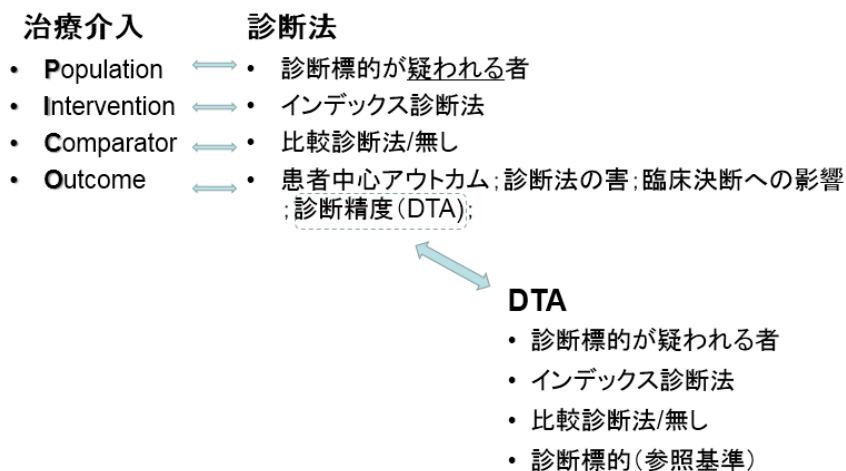 治療介入
診断法
• Population
• 診断標的が疑われる者
• Intervention
• インデックス診断法
• Comparator
• 比較診断法/無し
• Outcome
• 患者中心アウトカム;診断法の害;臨床決断への影響
;診断精度(DTA);
DTA
• 診断標的が疑われる者
• インデックス診断法
• 比較診断法/無し
• 診断標的(参照基準)